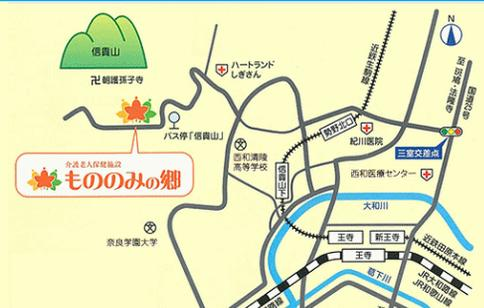 N
信貴山
卍 朝護孫子寺
ハートランド
しぎさん
近鉄生駒線
至 斑鳩・法隆寺
国道25号
バス停「信貴山」
勢野北口
紀川医院
三室交差点
介護老人保健施設
もののみの郷
西和清陵
高等学校
文
信貴山下
西和医療センター
大和川
文
奈良学園大学
王寺
新王寺
近鉄田原本線
王寺
JR大和路線
JR和歌山線
葛下川